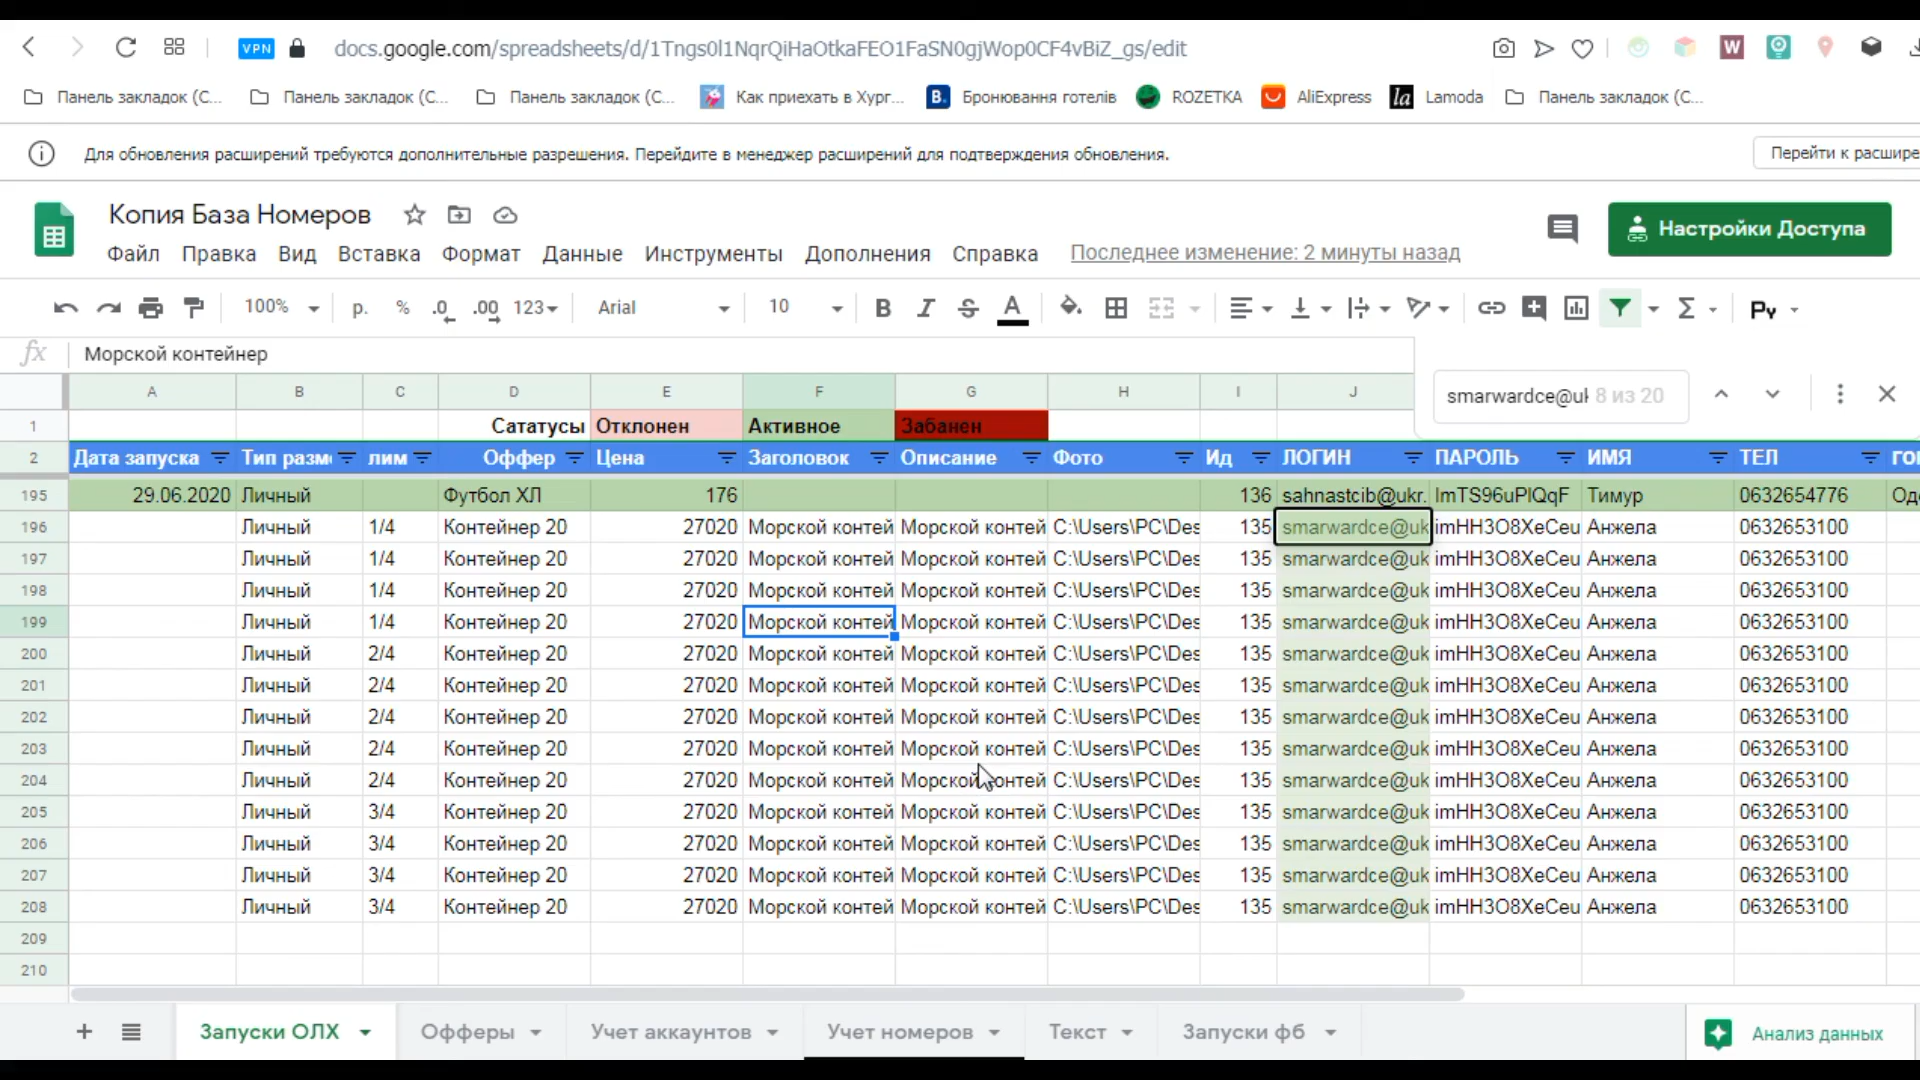 VPN docs.google.com/spreadsheets/d/1Tngs0l1NqrQiHaOtkaFEO1FaSN0gjWop0CF4vBiZ_gs/edit
Панель закладок (С... Панель закладок (С... Панель закладок (С... Как приехать в Хург... B. Бронювання готелів ROZETKA AliExpress la Lamoda Панель закладок (С...
Для обновления расширений требуются дополнительные разрешения. Перейдите в менеджер расширений для подтверждения обновления. Перейти к расшире
Копия База Номеров
Настройки Доступа
Файл Правка Вид Вставка Формат Данные Инструменты Дополнения Справка Последнее изменение: 2 минуты назад
100% р. % .0 .00 123 Arial 10 B I S A Σ Ру
fx Морской контейнер
smarwardce@uk 8 из 20
A B C D E F G H I J
1 Сататусы Отклонен Активное Забанен
2 Дата запуска Тип разме лим Оффер Цена Заголовок Описание Фото Ид ЛОГИН ПАРОЛЬ ИМЯ ТЕЛ
195 29.06.2020 Личный Футбол ХЛ 176 136 sahnastcib@ukr. Тимур 0632654776 Оде
196 Личный 1/4 Контейнер 20 27020 Морской контей Морской контей C:\Users\PC\Des 135 smarwardce@uk imHH3O8XeCeu Анжела 0632653100
197 Личный 1/4 Контейнер 20 27020 Морской контей Морской контей C:\Users\PC\Des 135 smarwardce@uk imHH3O8XeCeu Анжела 0632653100
198 Личный 1/4 Контейнер 20 27020 Морской контей Морской контей C:\Users\PC\Des 135 smarwardce@uk imHH3O8XeCeu Анжела 0632653100
199 Личный 1/4 Контейнер 20 27020 Морской контей Морской контей C:\Users\PC\Des 135 smarwardce@uk imHH3O8XeCeu Анжела 0632653100
200 Личный 2/4 Контейнер 20 27020 Морской контей Морской контей C:\Users\PC\Des 135 smarwardce@uk imHH3O8XeCeu Анжела 0632653100
201 Личный 2/4 Контейнер 20 27020 Морской контей Морской контей C:\Users\PC\Des 135 smarwardce@uk imHH3O8XeCeu Анжела 0632653100
202 Личный 2/4 Контейнер 20 27020 Морской контей Морской контей C:\Users\PC\Des 135 smarwardce@uk imHH3O8XeCeu Анжела 0632653100
203 Личный 2/4 Контейнер 20 27020 Морской контей Морской контей C:\Users\PC\Des 135 smarwardce@uk imHH3O8XeCeu Анжела 0632653100
204 Личный 2/4 Контейнер 20 27020 Морской контей Морской контей C:\Users\PC\Des 135 smarwardce@uk imHH3O8XeCeu Анжела 0632653100
205 Личный 3/4 Контейнер 20 27020 Морской контей Морской контей C:\Users\PC\Des 135 smarwardce@uk imHH3O8XeCeu Анжела 0632653100
206 Личный 3/4 Контейнер 20 27020 Морской контей Морской контей C:\Users\PC\Des 135 smarwardce@uk imHH3O8XeCeu Анжела 0632653100
207 Личный 3/4 Контейнер 20 27020 Морской контей Морской контей C:\Users\PC\Des 135 smarwardce@uk imHH3O8XeCeu Анжела 0632653100
208 Личный 3/4 Контейнер 20 27020 Морской контей Морской контей C:\Users\PC\Des 135 smarwardce@uk imHH3O8XeCeu Анжела 0632653100
209
210
Запуски ОЛХ Офферы Учет аккаунтов Учет номеров Текст Запуски фб Анализ данных